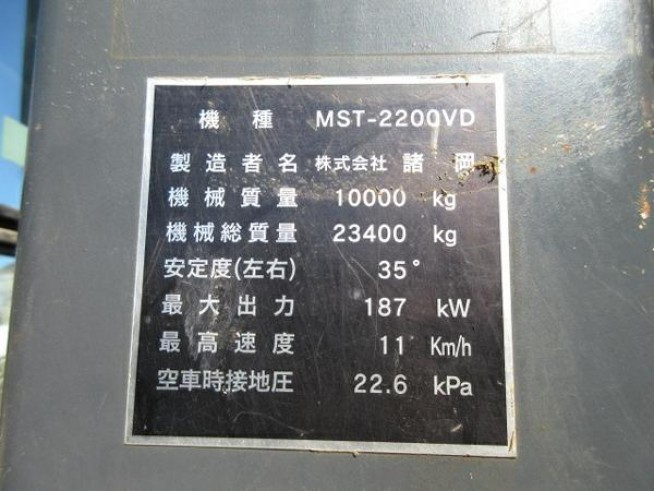 機種 MST-2200VD
製造者名 株式会社 諸岡
機械質量 10000 kg
機械総質量 23400 kg
安定度(左右) 35°
最大出力 187 kW
最高速度 11 Km/h
空車時接地圧 22.6 kPa